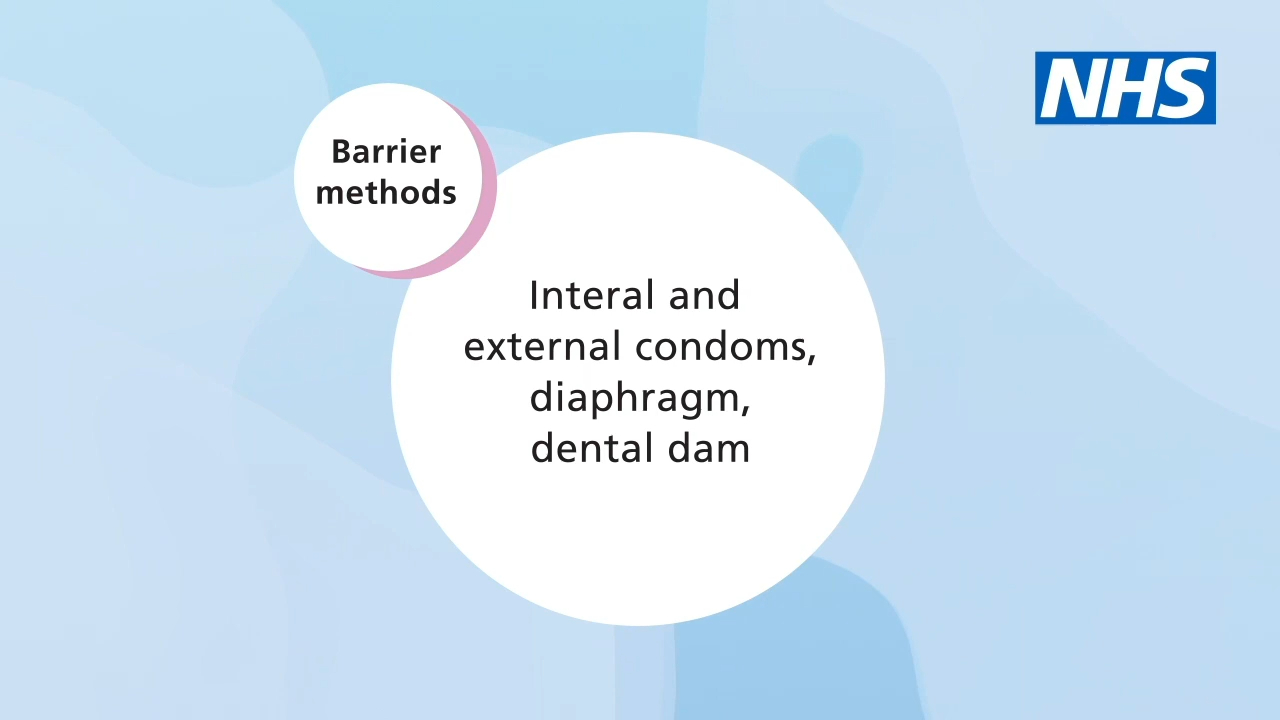 NHS
Barrier
methods
Interal and
external condoms,
diaphragm,
dental dam